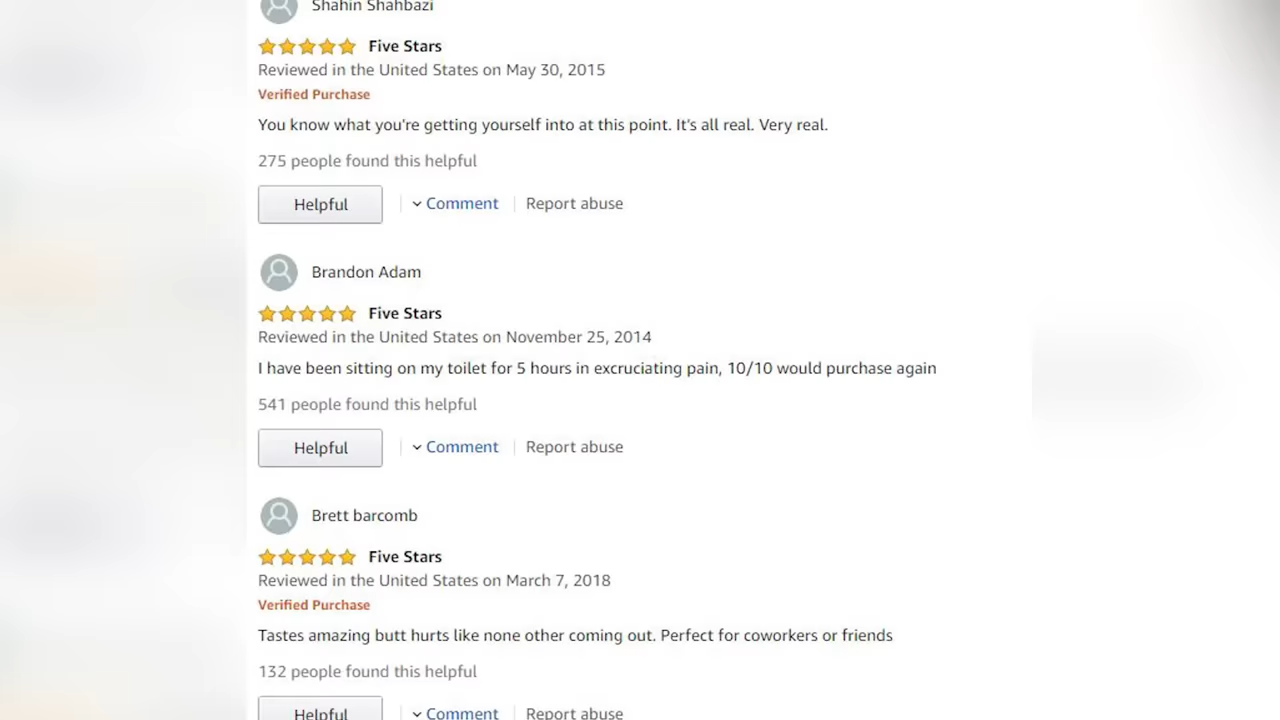 Shahin Shahbazi
Five Stars
Reviewed in the United States on May 30, 2015
Verified Purchase
You know what you're getting yourself into at this point. It's all real. Very real.
275 people found this helpful
Helpful
Comment
Report abuse
Brandon Adam
Five Stars
Reviewed in the United States on November 25, 2014
I have been sitting on my toilet for 5 hours in excruciating pain, 10/10 would purchase again
541 people found this helpful
Helpful
Comment
Report abuse
Brett barcomb
Five Stars
Reviewed in the United States on March 7, 2018
Verified Purchase
Tastes amazing butt hurts like none other coming out. Perfect for coworkers or friends
132 people found this helpful
Helpful
Comment
Report abuse